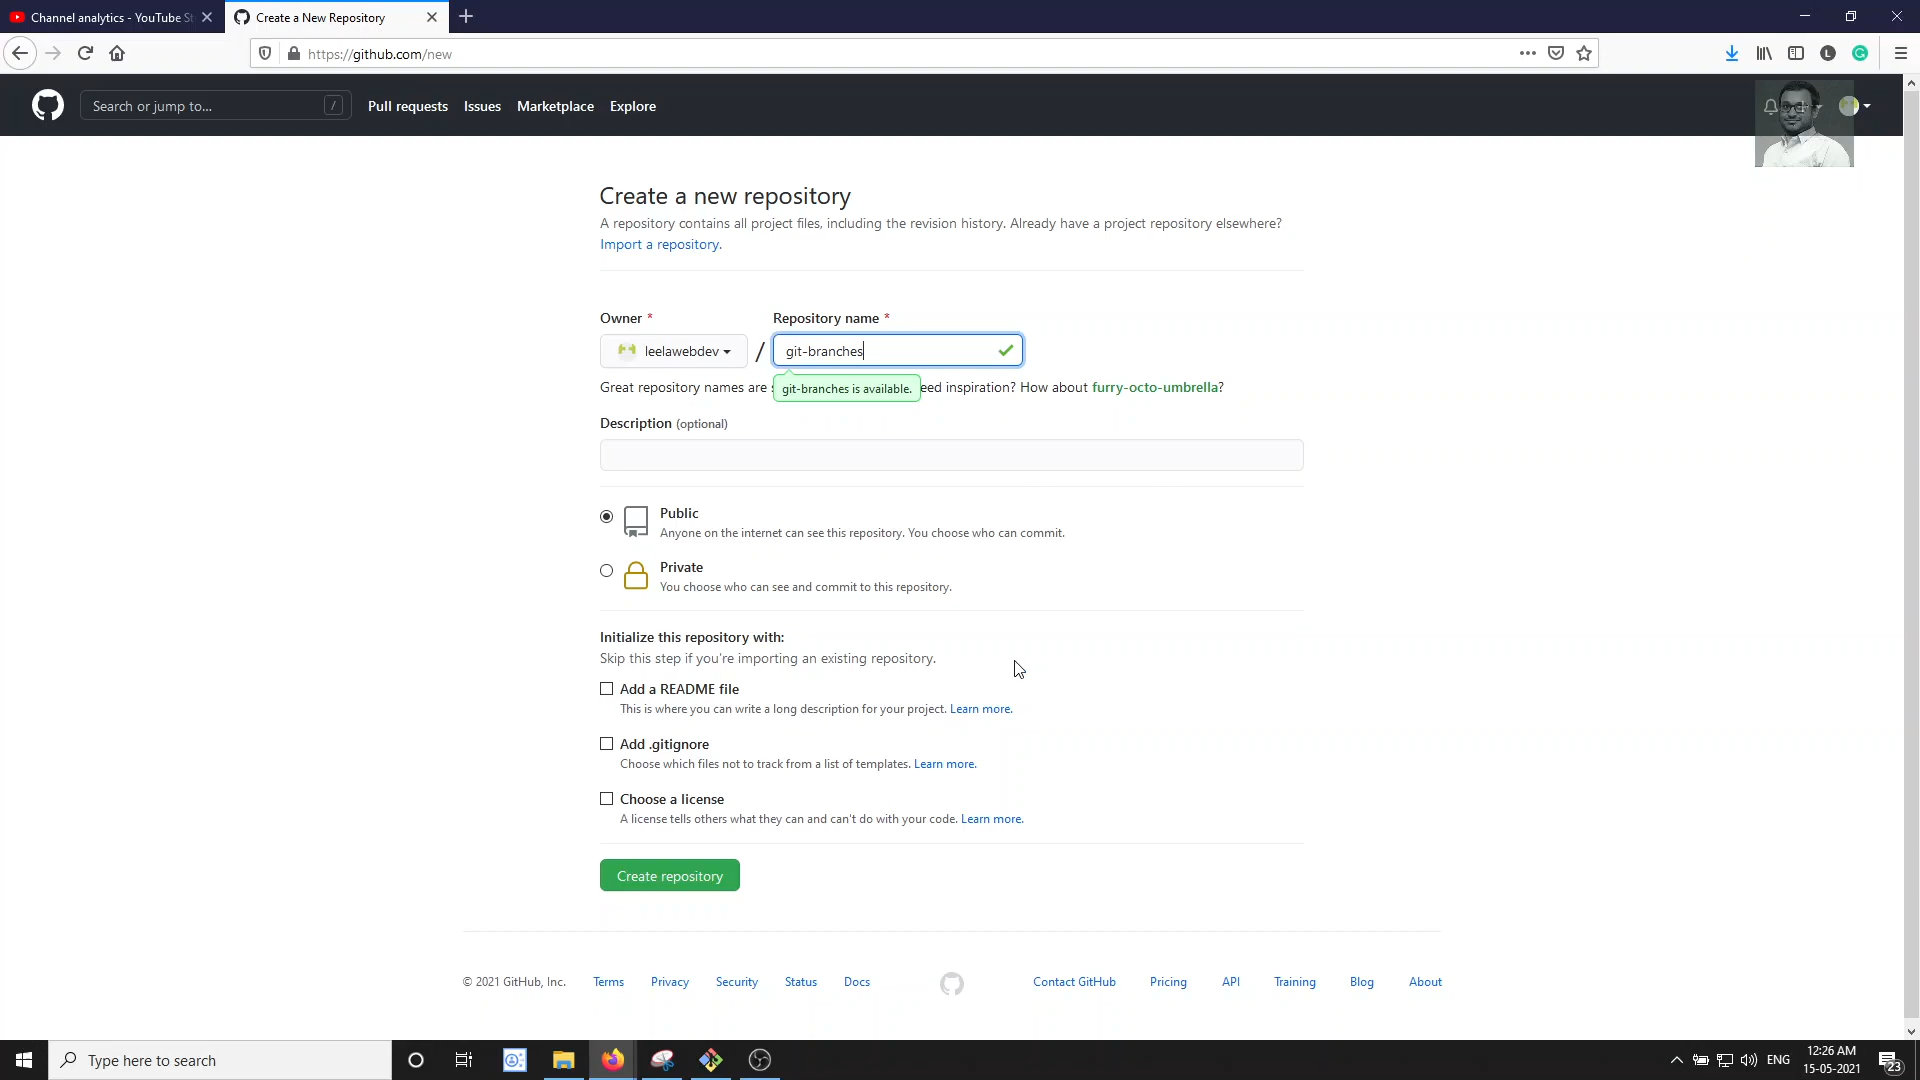 Channel analytics - YouTube St
Create a New Repository
https://github.com/new
Search or jump to...
/
Pull requests
Issues
Marketplace
Explore
Create a new repository
A repository contains all project files, including the revision history. Already have a project repository elsewhere?
Import a repository.
Owner *
Repository name *
leelawebdev
/
git-branches
Great repository names are s
git-branches is available.
eed inspiration? How about furry-octo-umbrella?
Description (optional)
Public
Anyone on the internet can see this repository. You choose who can commit.
Private
You choose who can see and commit to this repository.
Initialize this repository with:
Skip this step if you're importing an existing repository.
Add a README file
This is where you can write a long description for your project. Learn more.
Add .gitignore
Choose which files not to track from a list of templates. Learn more.
Choose a license
A license tells others what they can and can't do with your code. Learn more.
Create repository
© 2021 GitHub, Inc.
Terms
Privacy
Security
Status
Docs
Contact GitHub
Pricing
API
Training
Blog
About
Type here to search
ENG
12:26 AM
15-05-2021
23
L